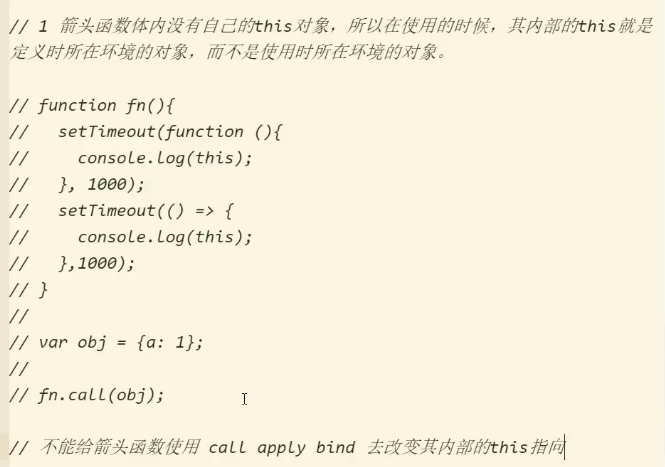 // 1 箭头函数体内没有自己的this对象，所以在使用的时候，其内部的this就是
定义时所在环境的对象，而不是使用时所在环境的对象。
// function fn(){
//   setTimeout(function (){
//     console.log(this);
//   }, 1000);
//   setTimeout(() => {
//     console.log(this);
//   },1000);
// }
//
// var obj = {a: 1};
//
// fn.call(obj);
// 不能给箭头函数使用 call apply bind 去改变其内部的this指向